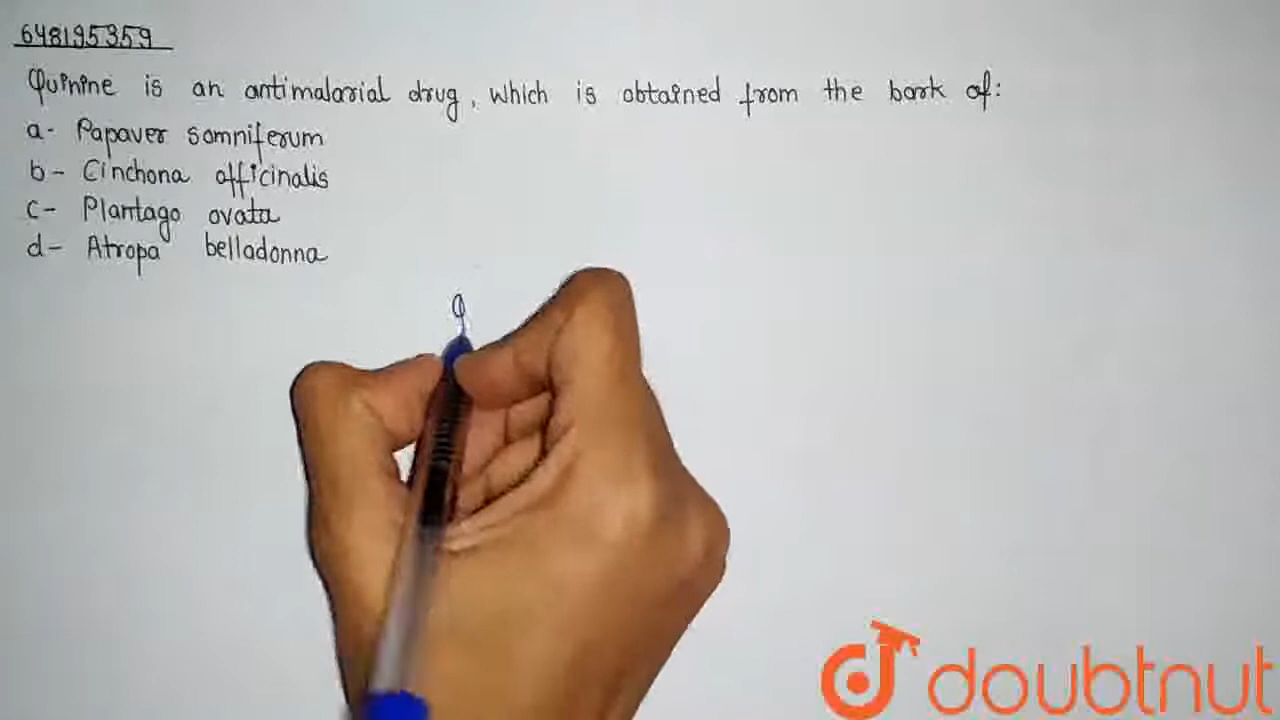 648195359
Quinine is an antimalarial drug, which is obtained from the bark of:
a- Papaver somniferum
b- Cinchona officinalis
c- Plantago ovata
d- Atropa belladonna
doubtnut